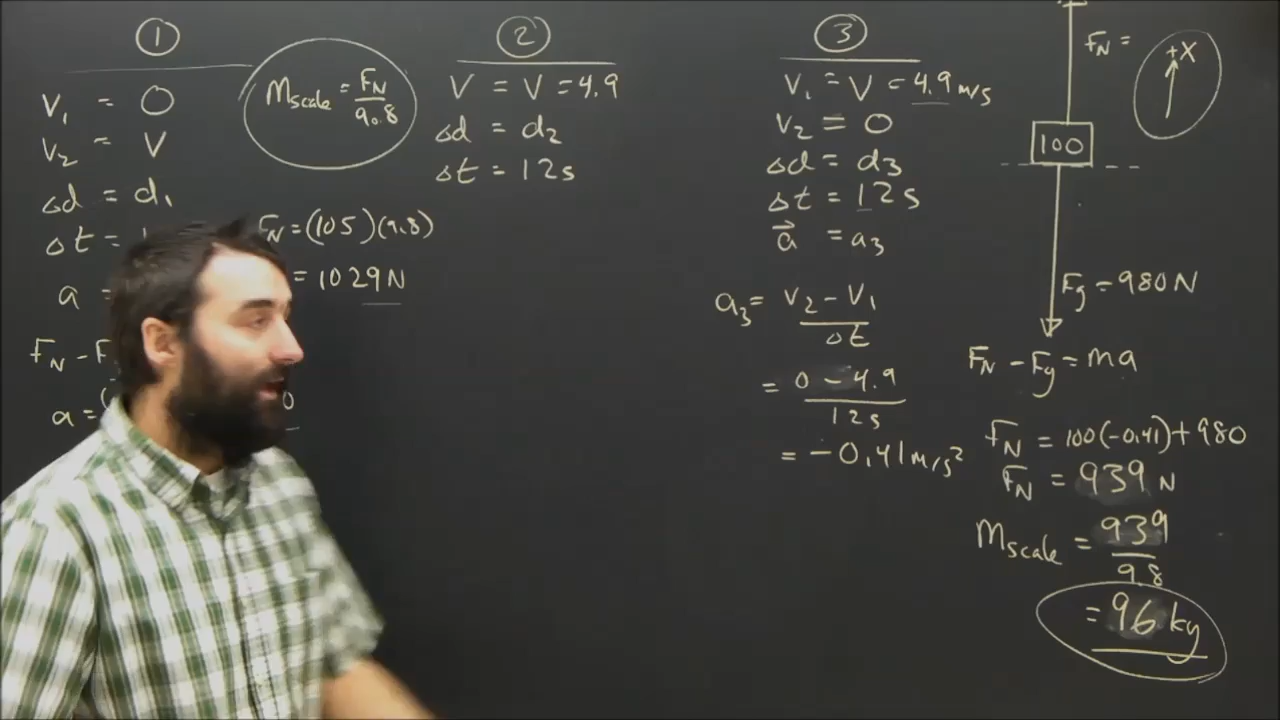 ①
V₁ = 0
V₂ = V
Δd = d₁
Δt =
a =
F_N - F
a =
0
M_scale = F_N / 9.8
F_N = (105)(9.8)
= 1029 N
②
V = V = 4.9
Δd = d₂
Δt = 12s
③
V₁ = V = 4.9 m/s
V₂ = 0
Δd = d₃
Δt = 12s
a⃗ = a₃
a₃ = V₂ - V₁ / Δt
= 0 - 4.9 / 12s
= -0.41 m/s²
F_N =
+X
100
F_g = 980 N
F_N - F_g = ma
F_N = 100(-0.41) + 980
F_N = 939 N
M_scale = 939 / 9.8
= 96 kg